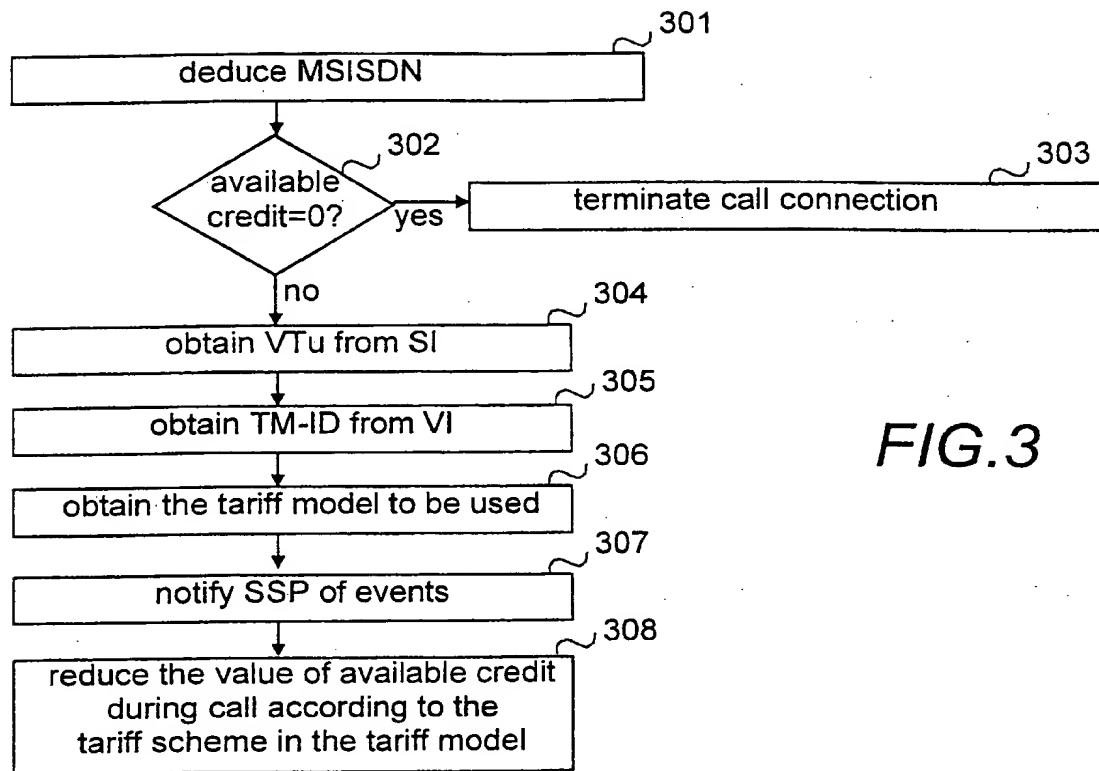 301
deduce MSISDN
302
available
credit=0?
yes
303
terminate call connection
no
304
obtain VTu from SI
305
obtain TM-ID from VI
306
obtain the tariff model to be used
307
notify SSP of events
308
reduce the value of available credit
during call according to the
tariff scheme in the tariff model
FIG.3